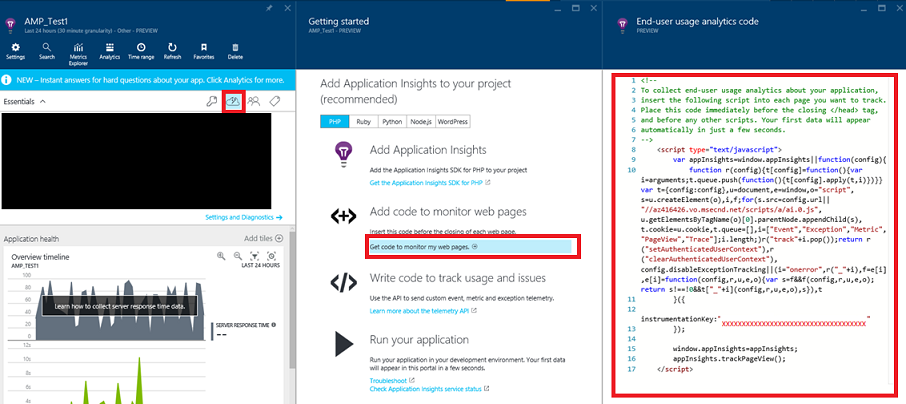 AMP_Test1
Last 24 hours (30 minute granularity) - Other - PREVIEW
Settings
Search
Metrics
Explorer
Analytics
Time range
Refresh
Favorites
Delete
NEW – Instant answers for hard questions about your app. Click Analytics for more.
Essentials
Settings and Diagnostics →
Application health
Add tiles
Overview timeline
AMP_TEST1
LAST 24 HOURS
100
80
60
Learn how to collect server response time data.
40
20
0
SERVER RESPONSE TIME
--
12s
10s
8s
6s
4s
Getting started
AMP_Test1 - PREVIEW
Add Application Insights to your project
(recommended)
PHP
Ruby
Python
Node.js
WordPress
Add Application Insights
Add the Application Insights SDK for PHP to your project
Get the Application Insights SDK for PHP
Add code to monitor web pages
Insert this code before the closing of each web page.
Get code to monitor my web pages.
Write code to track usage and issues
Use the API to send custom event, metric and exception telemetry.
Learn more about the telemetry API
Run your application
Run your application in your development environment. Your first data
will appear in this portal in a few seconds.
Troubleshoot
Check Application Insights service status
End-user usage analytics code
PREVIEW
1 <!--
2 To collect end-user usage analytics about your application,
3 insert the following script into each page you want to track.
4 Place this code immediately before the closing </head> tag,
5 and before any other scripts. Your first data will appear
6 automatically in just a few seconds.
7 -->
8 <script type="text/javascript">
9 var appInsights=window.appInsights||function(config){
10 function r(config){t[config]=function(){var
i=arguments;t.queue.push(function(){t[config].apply(t,i)})}}
var t={config:config},u=document,e=window,o="script",
s=u.createElement(o),i,f;for(s.src=config.url||
"//az416426.vo.msecnd.net/scripts/a/ai.0.js",
u.getElementsByTagName(o)[0].parentNode.appendChild(s),
t.cookie=u.cookie,t.queue=[],i=["Event","Exception","Metric",
"PageView","Trace"];i.length;)r("track"+i.pop());return r
("setAuthenticatedUserContext"),r
("clearAuthenticatedUserContext"),
config.disableExceptionTracking||(i="onerror",r("_"+i),f=e[i]
,e[i]=function(config,r,u,e,o){var s=f&&f(config,r,u,e,o);
return s!==!0&&t["_"+i](config,r,u,e,o),s}),t
11 }({
12
instrumentationKey:"xxxxxxxxxxxxxxxxxxxxxxxxxxxxxxxxxxxx"
13 });
14
15 window.appInsights=appInsights;
16 appInsights.trackPageView();
17 </script>